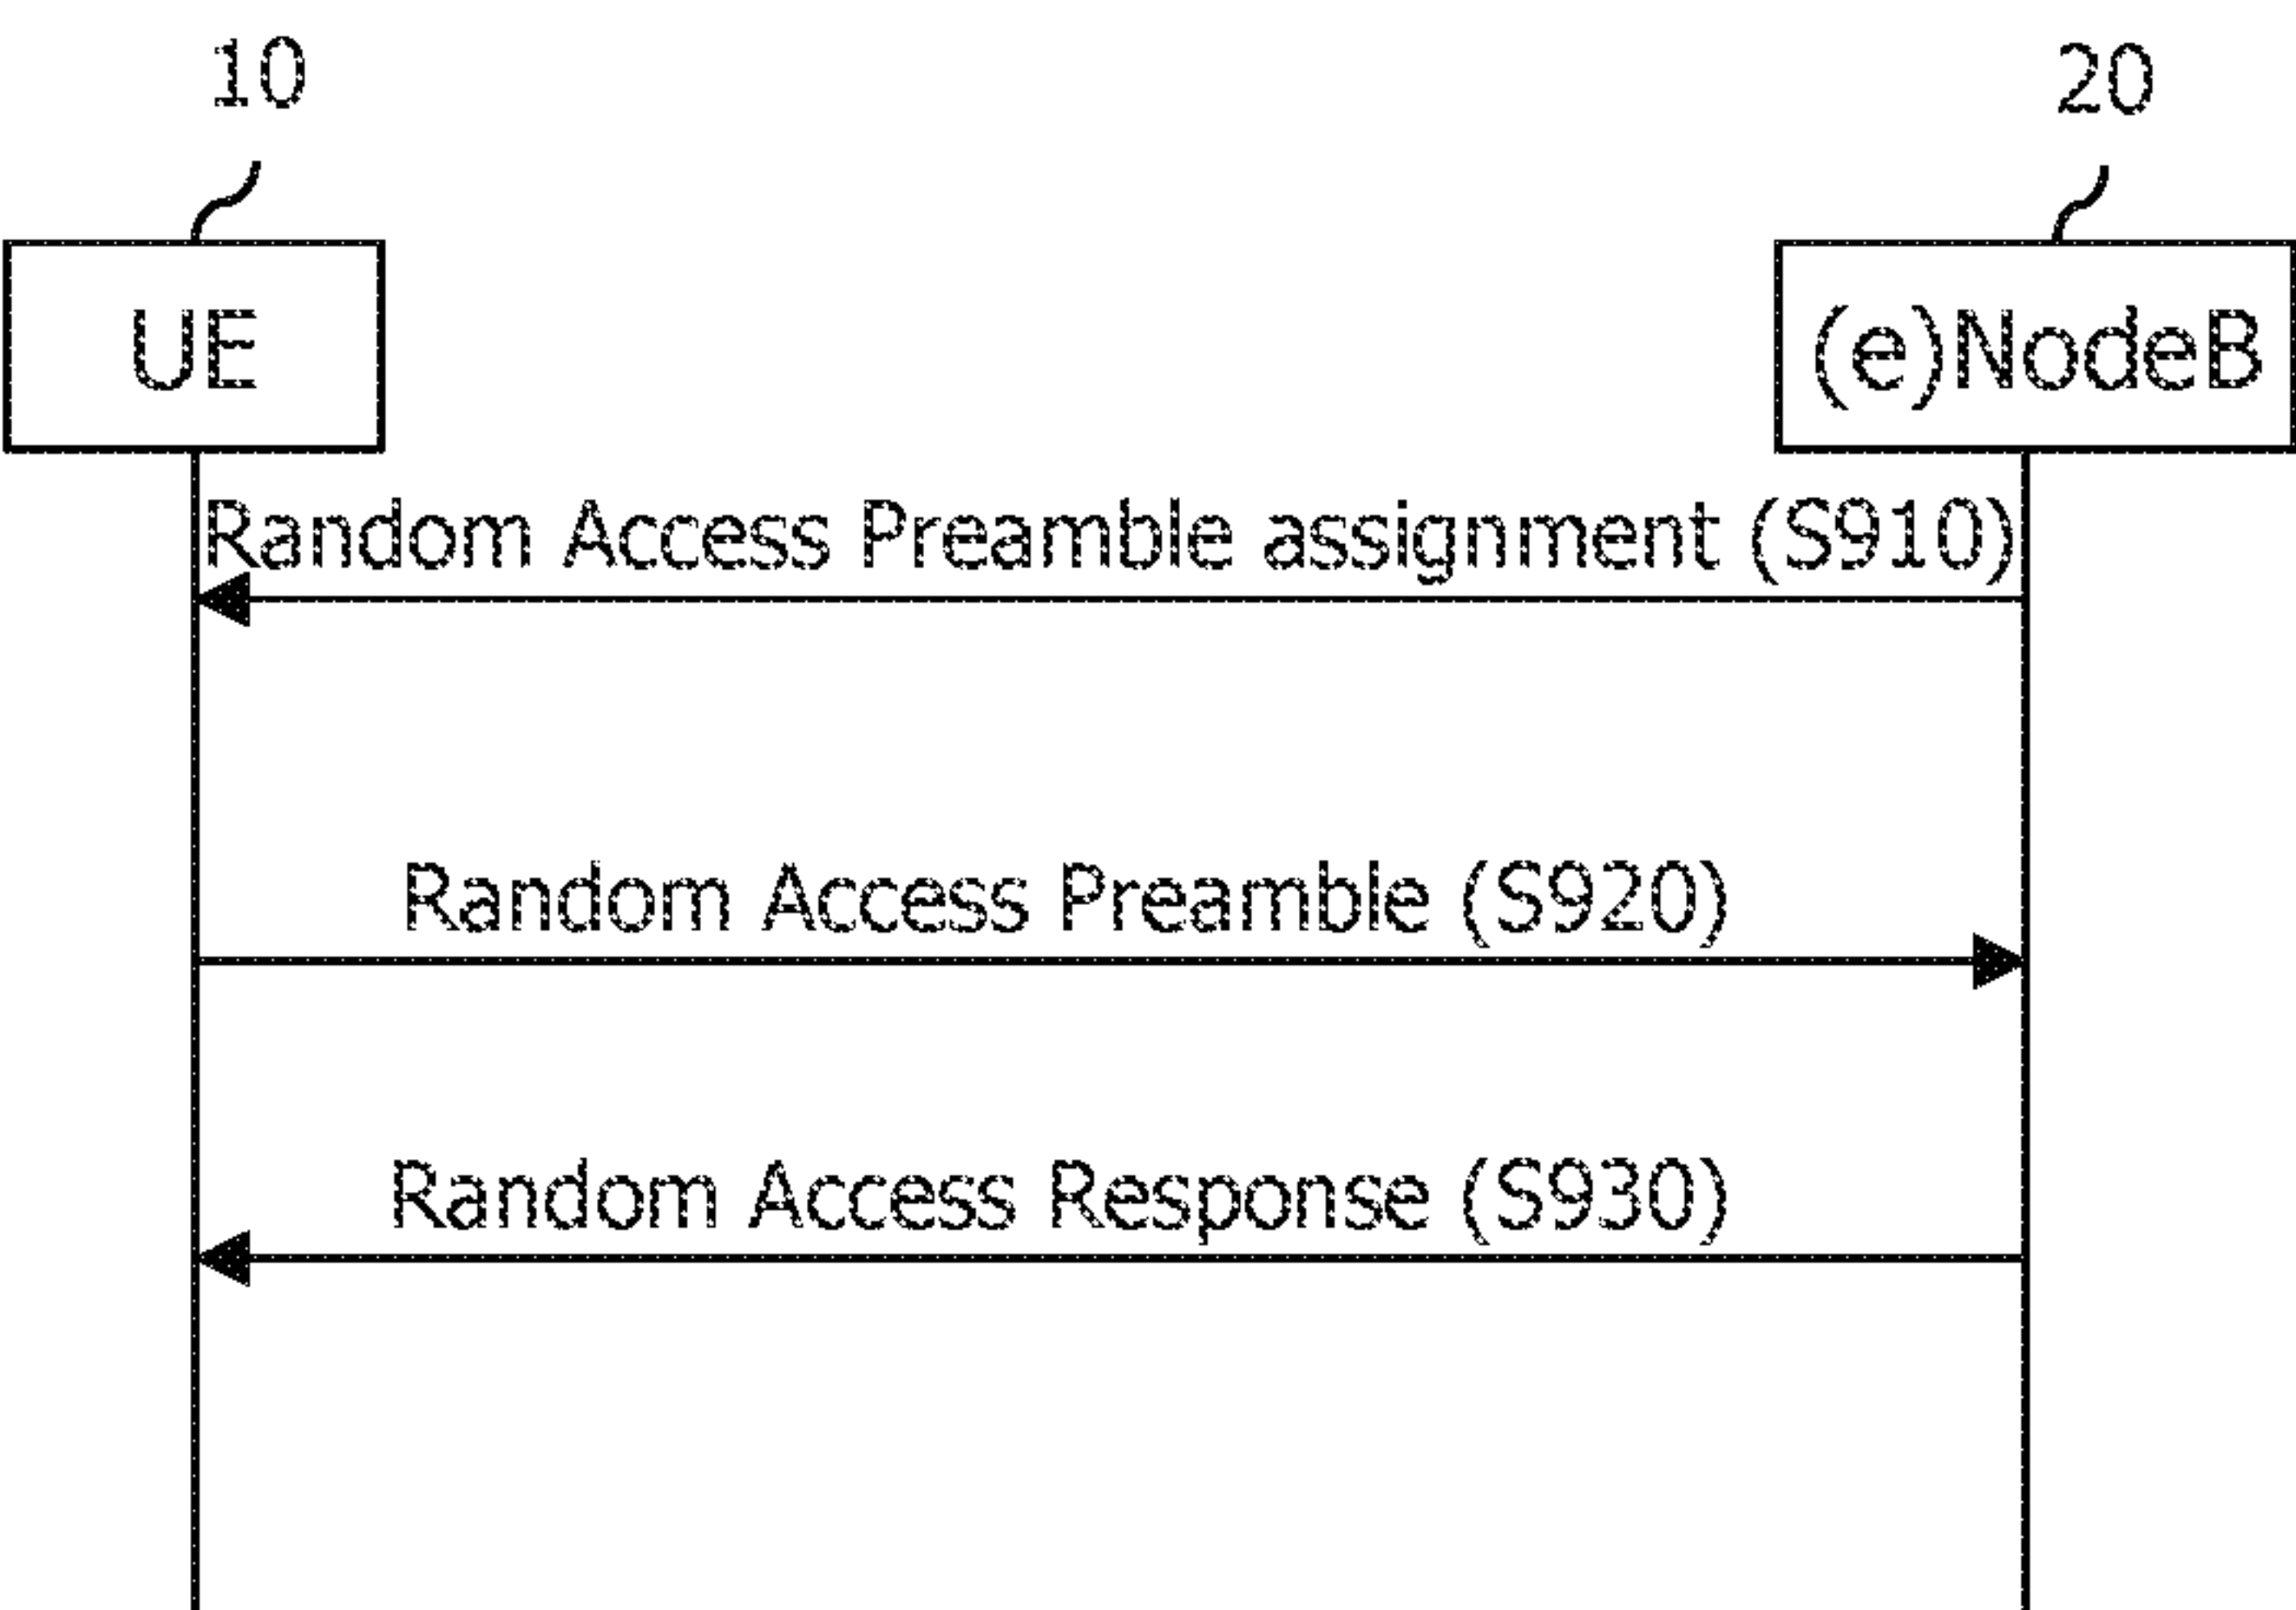 10
20
UE
(e)NodeB
Random Access Preamble assignment (S910)
Random Access Preamble (S920)
Random Access Response (S930)